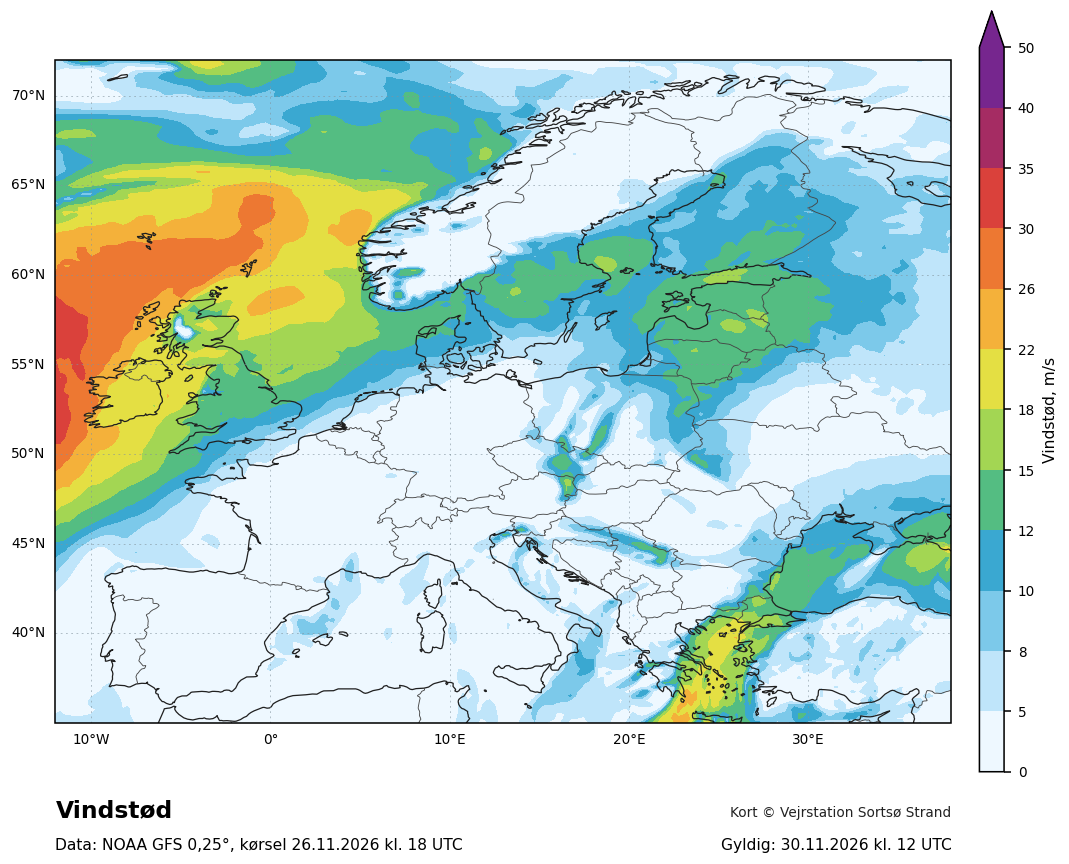 50
40
35
30
26
22
18
15
12
10
8
5
0
Vindstød, m/s
70°N
65°N
60°N
55°N
50°N
45°N
40°N
10°W
0°
10°E
20°E
30°E
Vindstød
Kort © Vejrstation Sortsø Strand
Data: NOAA GFS 0,25°, kørsel 26.11.2026 kl. 18 UTC
Gyldig: 30.11.2026 kl. 12 UTC